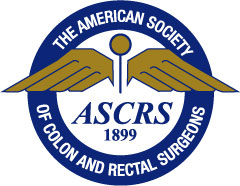 THE AMERICAN SOCIETY
ASCRS
1899
OF COLON AND RECTAL SURGEONS